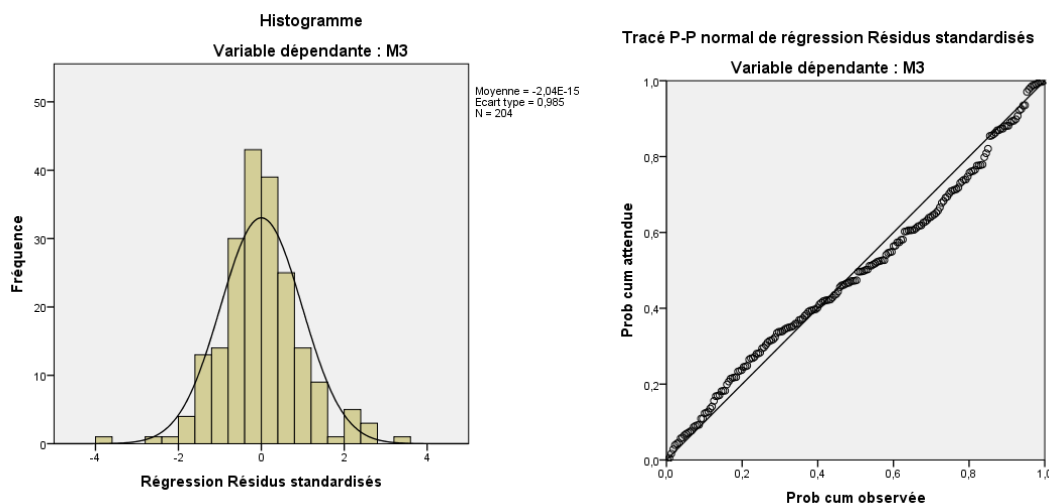 Histogramme
Variable dépendante : M3
Moyenne = -2,04E-15
Ecart type = 0,985
N = 204
50
40
30
20
10
0
Fréquence
-4 -2 0 2 4
Régression Résidus standardisés
Tracé P-P normal de régression Résidus standardisés
Variable dépendante : M3
1,0
0,8
0,6
0,4
0,2
0,0
Prob cum attendue
0,0 0,2 0,4 0,6 0,8 1,0
Prob cum observée